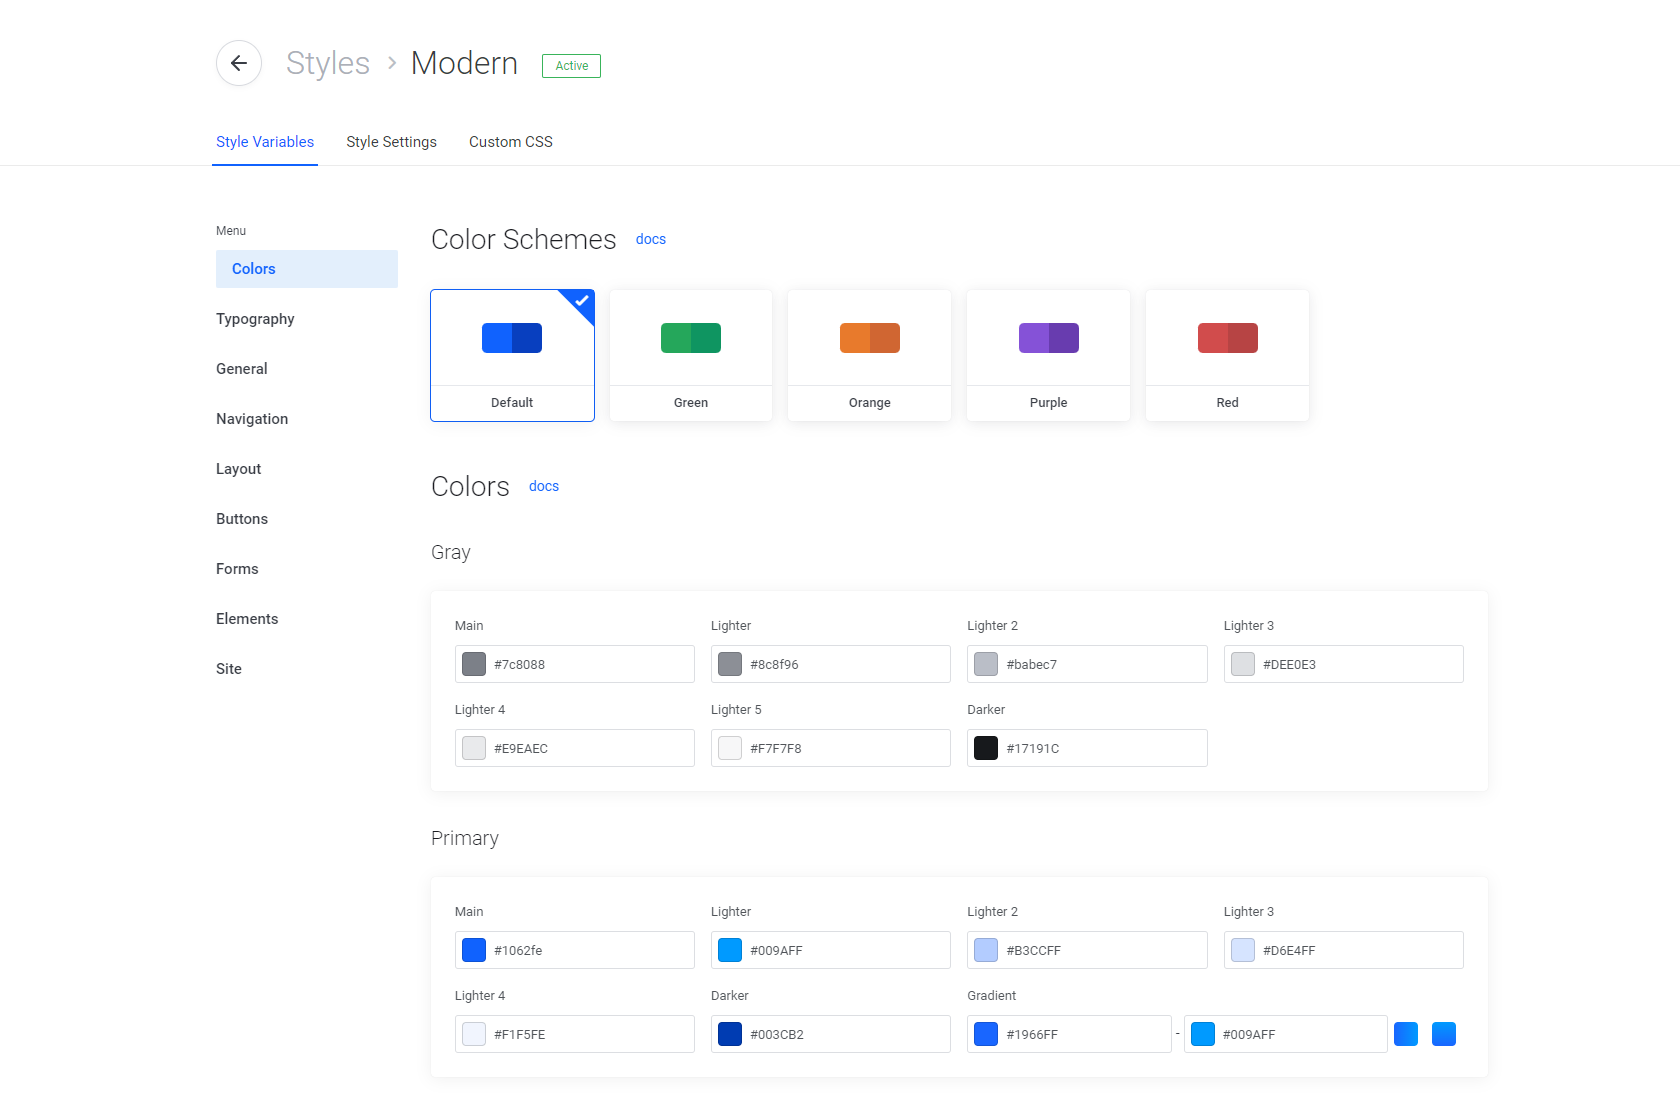 Styles > Modern Active
Style Variables Style Settings Custom CSS
Menu
Colors
Typography
General
Navigation
Layout
Buttons
Forms
Elements
Site
Color Schemes docs
Default Green Orange Purple Red
Colors docs
Gray
Main Lighter Lighter 2 Lighter 3
#7c8088 #8c8f96 #babec7 #DEE0E3
Lighter 4 Lighter 5 Darker
#E9EAEC #F7F7F8 #17191C
Primary
Main Lighter Lighter 2 Lighter 3
#1062fe #009AFF #B3CCFF #D6E4FF
Lighter 4 Darker Gradient
#F1F5FE #003CB2 #1966FF - #009AFF